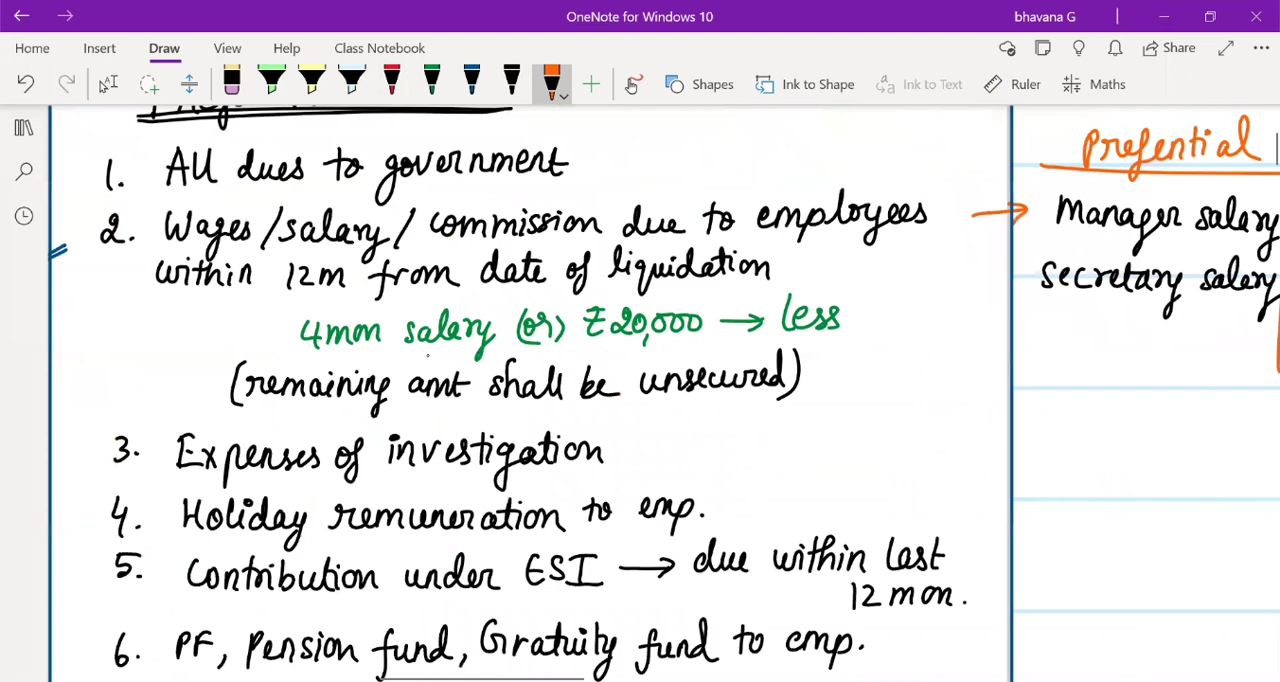 OneNote for Windows 10
bhavana G
Home Insert Draw View Help Class Notebook
Share
Shapes Ink to Shape Ink to Text Ruler Maths
1. All dues to government
2. Wages/salary/commission due to employees
within 12m from date of liquidation
4mon salary (or) ₹20,000 → less
(remaining amt shall be unsecured)
3. Expenses of investigation
4. Holiday remuneration to emp.
5. Contribution under ESI → due within last
12 mon.
6. PF, Pension fund, Gratuity fund to emp.
Prefential
→ Manager salary
secretary salary